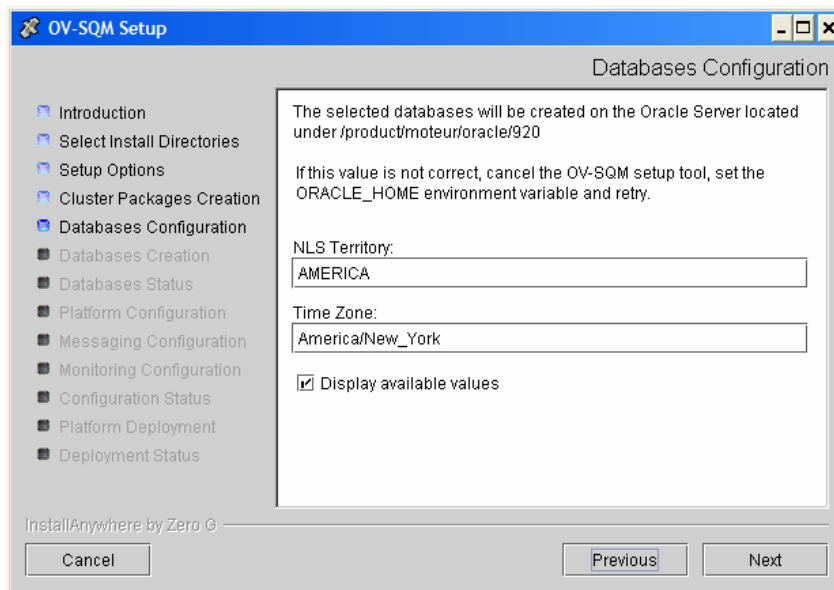 OV-SQM Setup
Databases Configuration
Introduction
Select Install Directories
Setup Options
Cluster Packages Creation
Databases Configuration
Databases Creation
Databases Status
Platform Configuration
Messaging Configuration
Monitoring Configuration
Configuration Status
Platform Deployment
Deployment Status
The selected databases will be created on the Oracle Server located
under /product/moteur/oracle/920
If this value is not correct, cancel the OV-SQM setup tool, set the
ORACLE_HOME environment variable and retry.
NLS Territory:
AMERICA
Time Zone:
America/New_York
Display available values
InstallAnywhere by Zero G
Cancel
Previous
Next